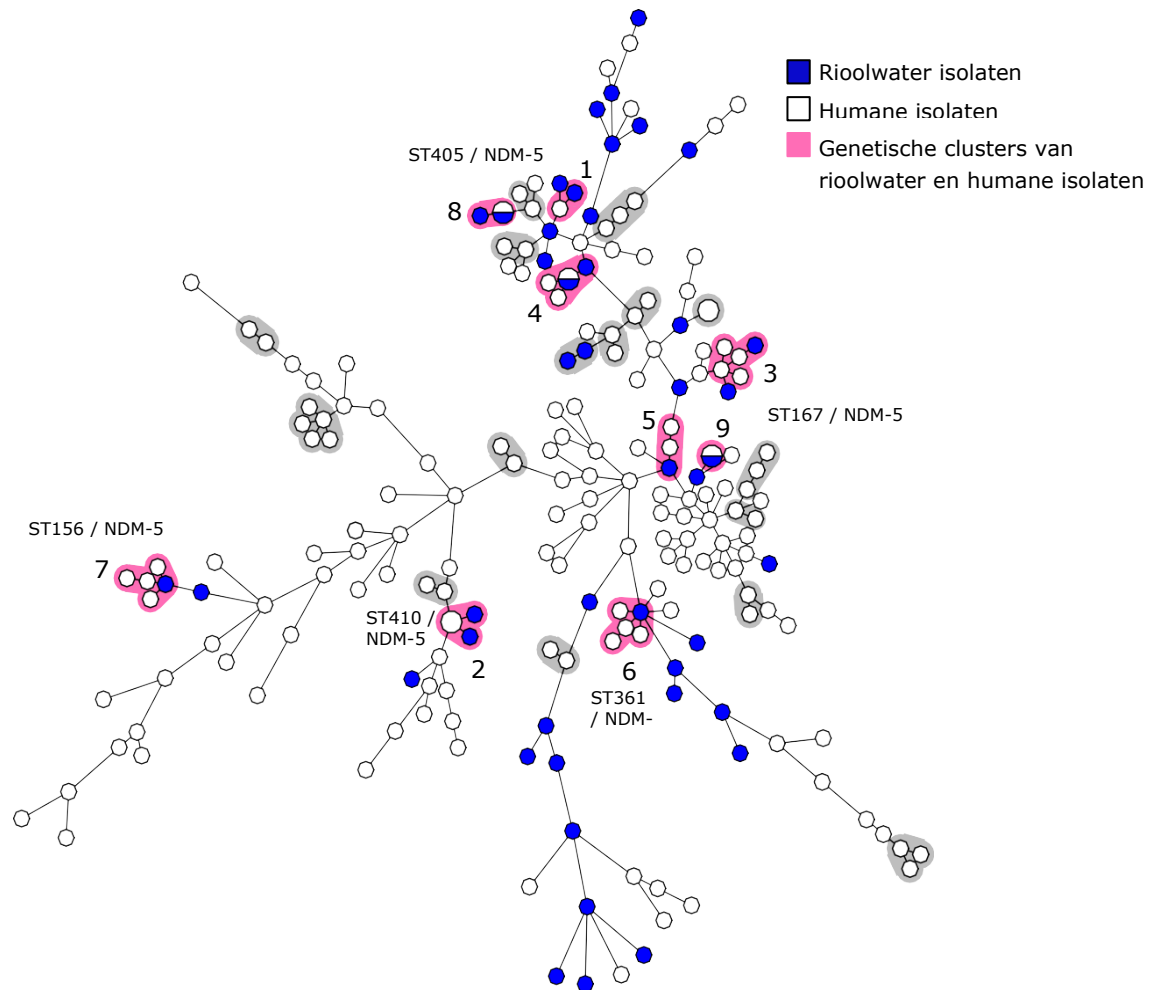 Rioolwater isolaten
Humane isolaten
Genetische clusters van
rioolwater en humane isolaten
ST405 / NDM-5
1
8
4
3
ST167 / NDM-5
5
9
ST156 / NDM-5
7
ST410 /
NDM-5
2
6
ST361
/ NDM-